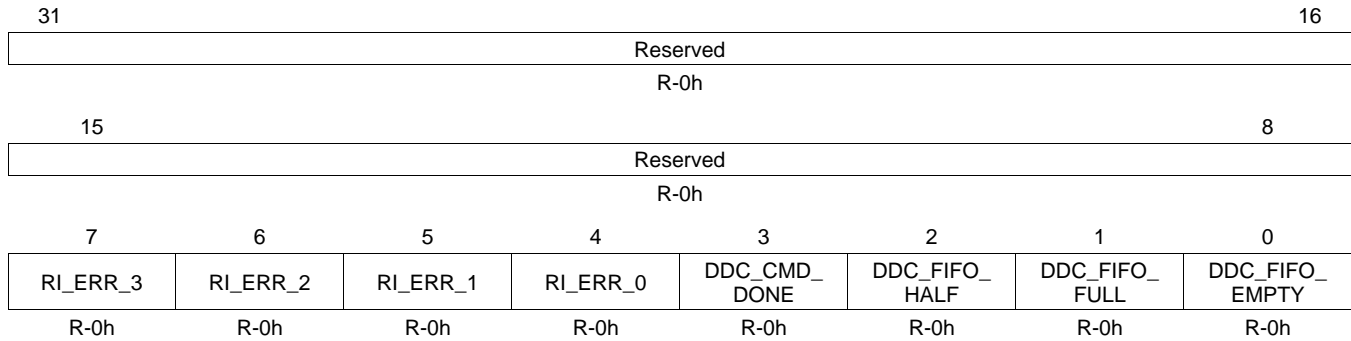 31 16
Reserved
R-0h
15 8
Reserved
R-0h
7 6 5 4 3 2 1 0
RI_ERR_3 RI_ERR_2 RI_ERR_1 RI_ERR_0 DDC_CMD_ DDC_FIFO_ DDC_FIFO_ DDC_FIFO_
DONE HALF FULL EMPTY
R-0h R-0h R-0h R-0h R-0h R-0h R-0h R-0h